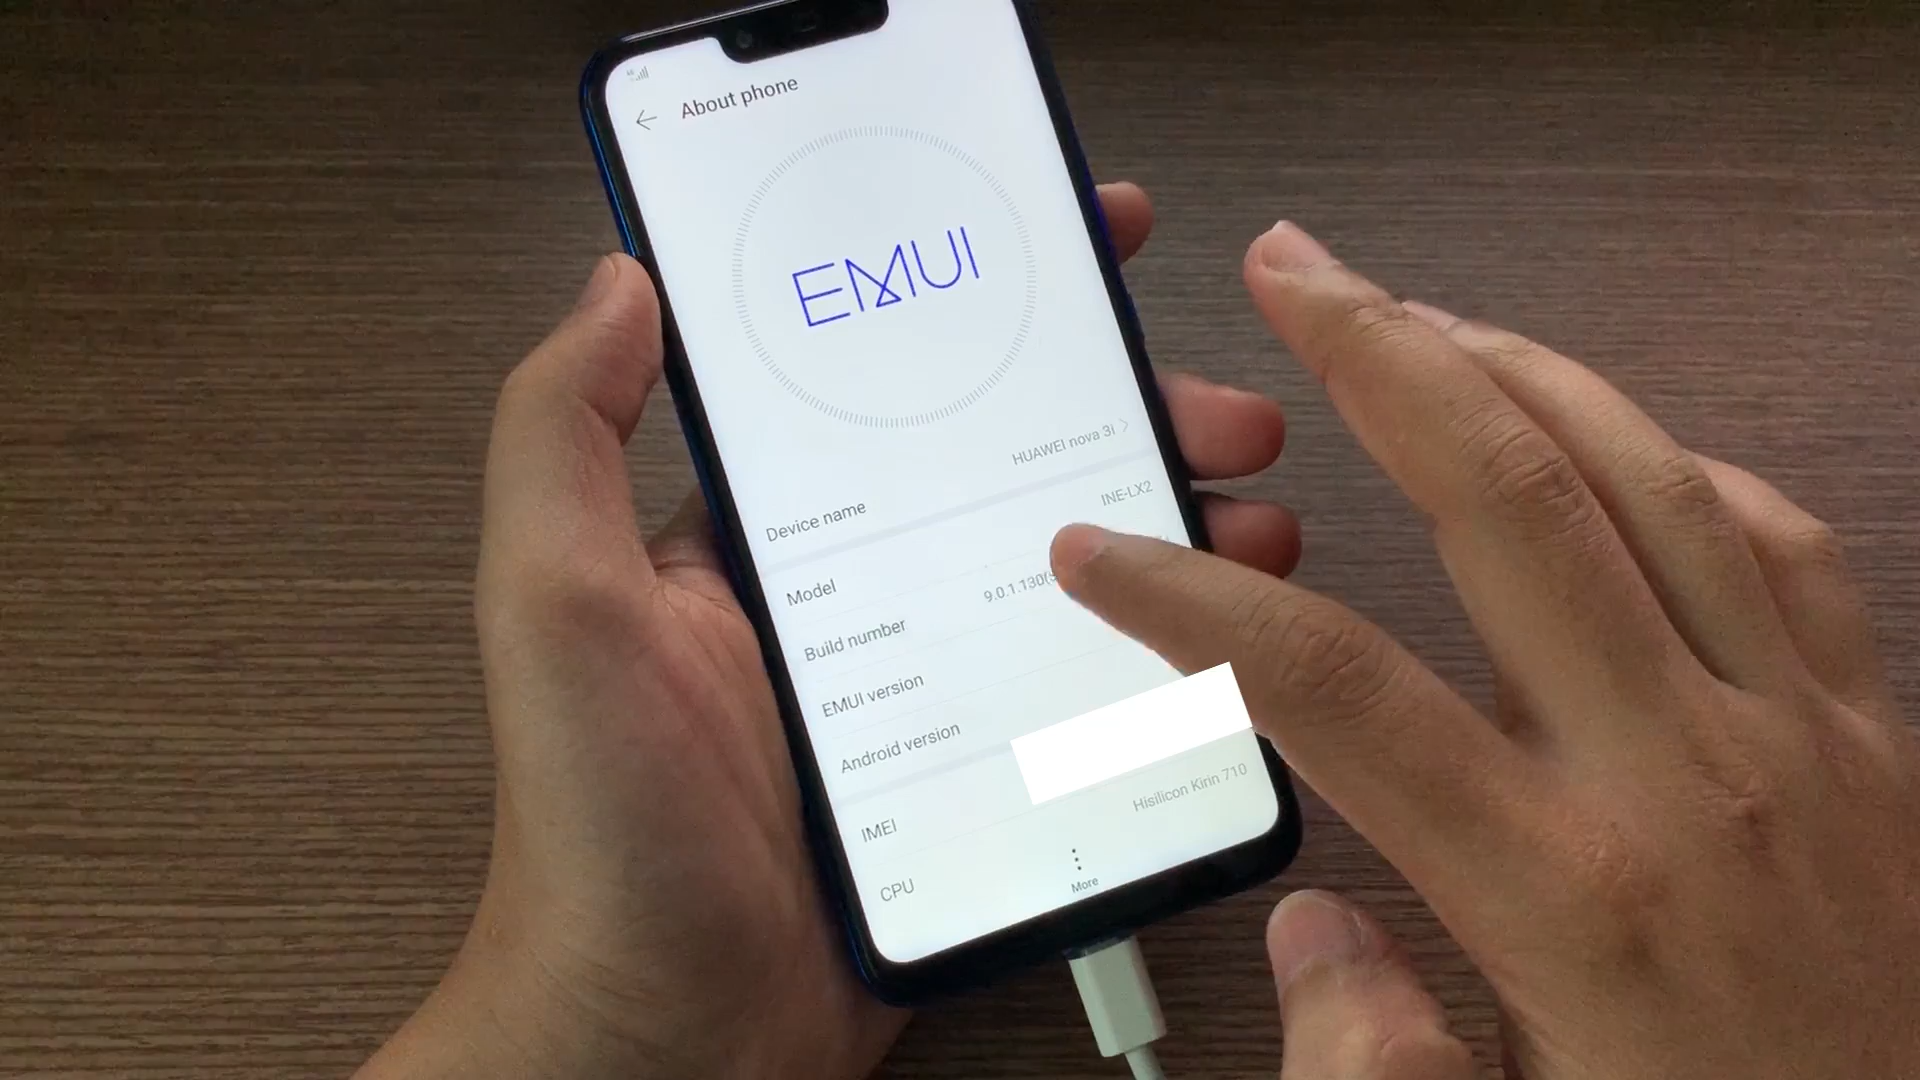 About phone
EMUI
Device name HUAWEI nova 3i
Model INE-LX2
Build number 9.0.1.130(
EMUI version
Android version
IMEI
CPU Hisilicon Kirin 710
More